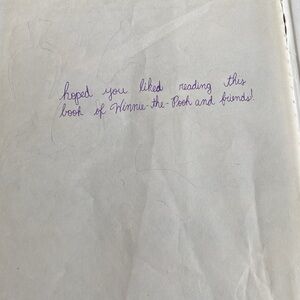 hoped you liked reading this
book of Winnie-the-Pooh and friends!